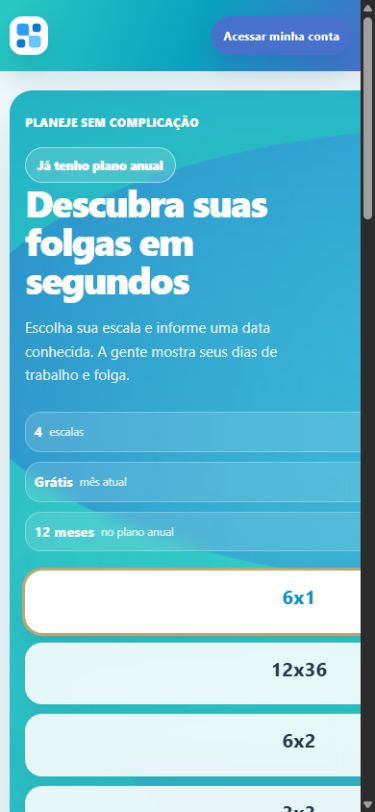 Acessar minha conta
PLANEJE SEM COMPLICAÇÃO
Já tenho plano anual
Descubra suas
folgas em
segundos
Escolha sua escala e informe uma data
conhecida. A gente mostra seus dias de
trabalho e folga.
4 escalas
Grátis mês atual
12 meses no plano anual
6x1
12x36
6x2